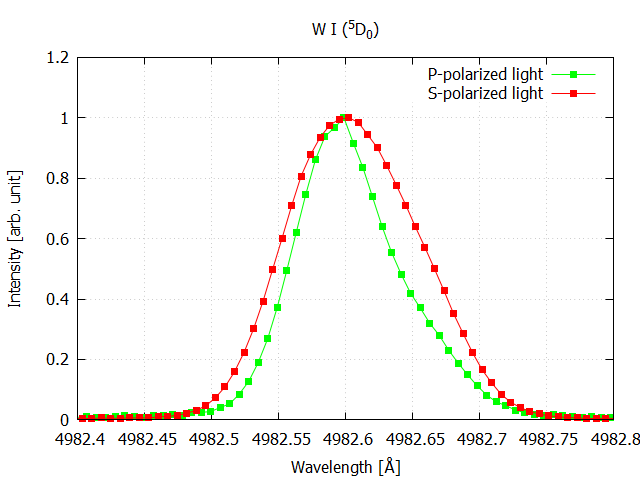 W I (⁵D₀)
P-polarized light
S-polarized light
Intensity [arb. unit]
1.2
1
0.8
0.6
0.4
0.2
0
4982.4 4982.45 4982.5 4982.55 4982.6 4982.65 4982.7 4982.75 4982.8
Wavelength [Å]